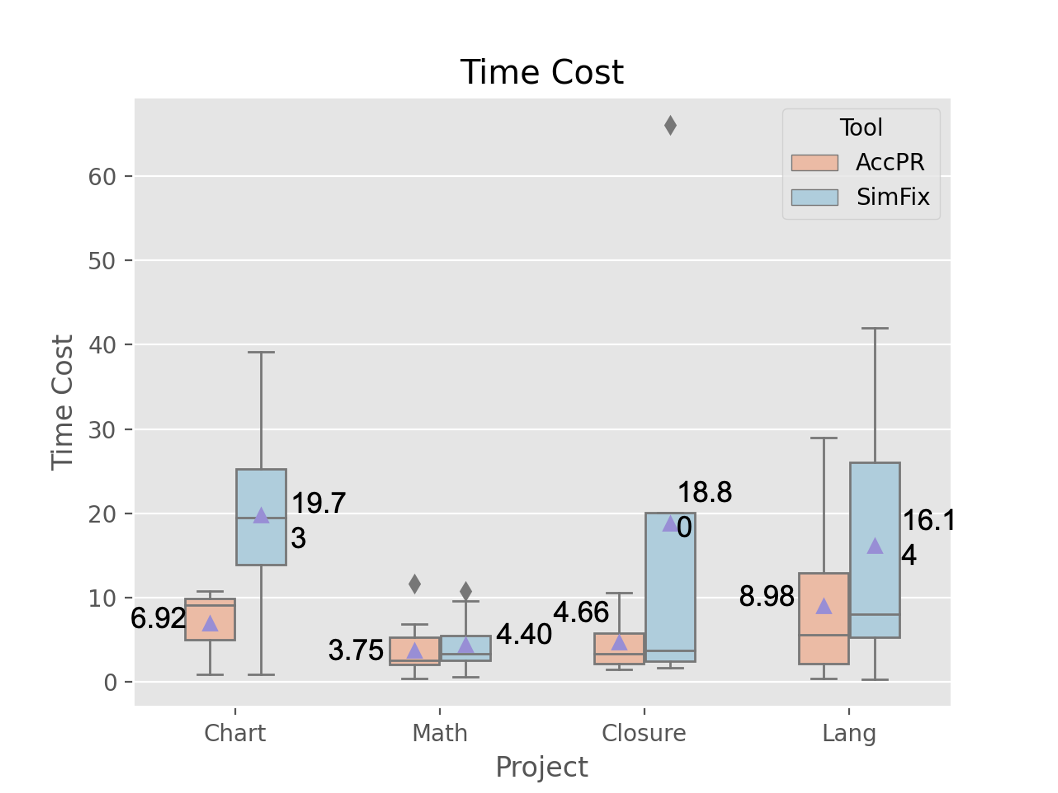 Time Cost
Tool
AccPR
SimFix
60
50
40
30
20
10
0
Time Cost
6.92
19.7
3
3.75
4.40
4.66
18.8
0
8.98
16.1
4
Chart
Math
Closure
Lang
Project